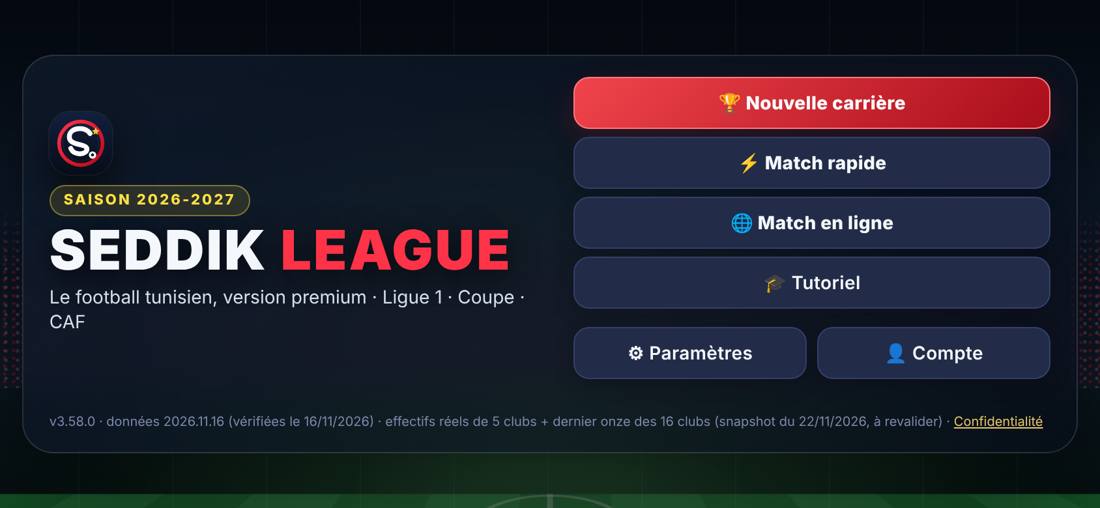 S
SAISON 2026-2027
SEDDIK LEAGUE
Le football tunisien, version premium · Ligue 1 · Coupe ·
CAF
🏆 Nouvelle carrière
⚡ Match rapide
🌐 Match en ligne
🎓 Tutoriel
⚙ Paramètres
👤 Compte
v3.58.0 · données 2026.11.16 (vérifiées le 16/11/2026) · effectifs réels de 5 clubs + dernier onze des 16 clubs (snapshot du 22/11/2026, à revalider) · Confidentialité